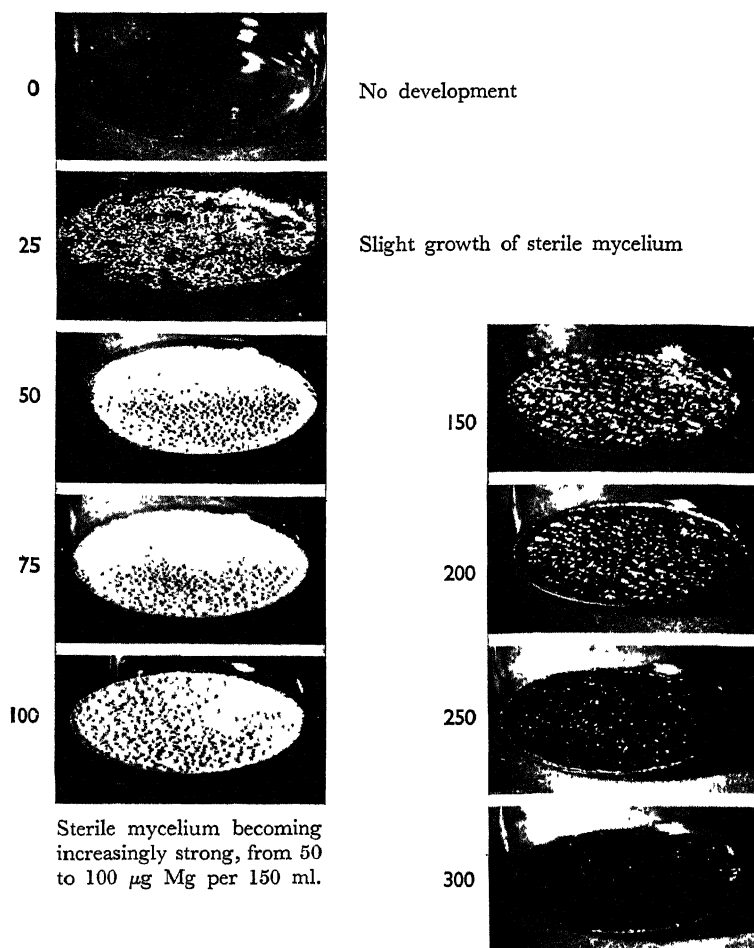 0
No development
25
Slight growth of sterile mycelium
50
75
100
Sterile mycelium becoming
increasingly strong, from 50
to 100 μg Mg per 150 ml.
150
200
250
300